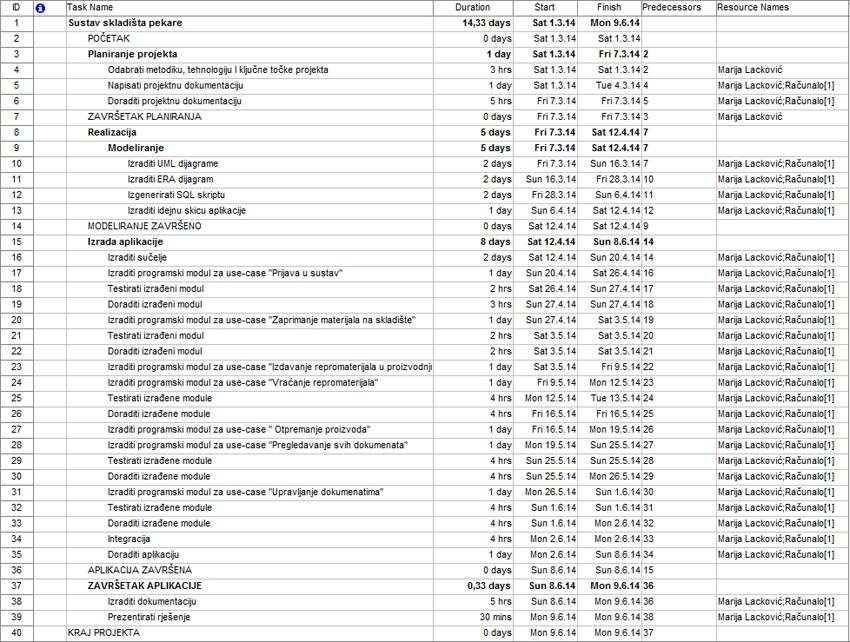 ID Task Name Duration Start Finish Predecessors Resource Names
1 Sustav skladišta pekare 14,33 days Sat 1.3.14 Mon 9.6.14
2 POČETAK 0 days Sat 1.3.14 Sat 1.3.14
3 Planiranje projekta 1 day Sat 1.3.14 Fri 7.3.14 2
4 Odabrati metodiku, tehnologiju I ključne točke projekta 3 hrs Sat 1.3.14 Sat 1.3.14 2 Marija Lacković
5 Napisati projektnu dokumentaciju 1 day Sat 1.3.14 Tue 4.3.14 4 Marija Lacković;Računalo[1]
6 Doraditi projektnu dokumentaciju 5 hrs Fri 7.3.14 Fri 7.3.14 5 Marija Lacković;Računalo[1]
7 ZAVRŠETAK PLANIRANJA 0 days Fri 7.3.14 Fri 7.3.14 3 Marija Lacković
8 Realizacija 5 days Fri 7.3.14 Sat 12.4.14 7
9 Modeliranje 5 days Fri 7.3.14 Sat 12.4.14 7
10 Izraditi UML dijagrame 2 days Fri 7.3.14 Sun 16.3.14 7 Marija Lacković;Računalo[1]
11 Izraditi ERA dijagram 2 days Sun 16.3.14 Fri 28.3.14 10 Marija Lacković;Računalo[1]
12 Izgenerirati SQL skriptu 2 days Fri 28.3.14 Sun 6.4.14 11 Marija Lacković;Računalo[1]
13 Izraditi idejnu skicu aplikacije 1 day Sun 6.4.14 Sat 12.4.14 12 Marija Lacković;Računalo[1]
14 MODELIRANJE ZAVRŠENO 0 days Sat 12.4.14 Sat 12.4.14 9
15 Izrada aplikacije 8 days Sat 12.4.14 Sun 8.6.14 14
16 Izraditi sučelje 2 days Sat 12.4.14 Sun 20.4.14 14 Marija Lacković;Računalo[1]
17 Izraditi programski modul za use-case "Prijava u sustav" 1 day Sun 20.4.14 Sat 26.4.14 16 Marija Lacković;Računalo[1]
18 Testirati izrađeni modul 2 hrs Sat 26.4.14 Sun 27.4.14 17 Marija Lacković;Računalo[1]
19 Doraditi izrađeni modul 3 hrs Sun 27.4.14 Sun 27.4.14 18 Marija Lacković;Računalo[1]
20 Izraditi programski modul za use-case "Zaprimanje materijala na skladište" 1 day Sun 27.4.14 Sat 3.5.14 19 Marija Lacković;Računalo[1]
21 Testirati izrađeni modul 2 hrs Sat 3.5.14 Sat 3.5.14 20 Marija Lacković;Računalo[1]
22 Doraditi izrađeni modul 2 hrs Sat 3.5.14 Sat 3.5.14 21 Marija Lacković;Računalo[1]
23 Izraditi programski modul za use-case "Izdavanje repromaterijala u proizvodnj 1 day Sat 3.5.14 Fri 9.5.14 22 Marija Lacković;Računalo[1]
24 Izraditi programski modul za use-case "Vraćanje repromaterijala" 1 day Fri 9.5.14 Mon 12.5.14 23 Marija Lacković;Računalo[1]
25 Testirati izrađene module 4 hrs Mon 12.5.14 Tue 13.5.14 24 Marija Lacković;Računalo[1]
26 Doraditi izrađene module 4 hrs Fri 16.5.14 Fri 16.5.14 25 Marija Lacković;Računalo[1]
27 Izraditi programski modul za use-case " Otpremanje proizvoda" 1 day Fri 16.5.14 Mon 19.5.14 26 Marija Lacković;Računalo[1]
28 Izraditi programski modul za use-case "Pregledavanje svih dokumenata" 1 day Mon 19.5.14 Sun 25.5.14 27 Marija Lacković;Računalo[1]
29 Testirati izrađene module 4 hrs Sun 25.5.14 Sun 25.5.14 28 Marija Lacković;Računalo[1]
30 Doraditi izrađene module 4 hrs Sun 25.5.14 Mon 26.5.14 29 Marija Lacković;Računalo[1]
31 Izraditi programski modul za use-case "Upravljanje dokumenatima" 1 day Mon 26.5.14 Sun 1.6.14 30 Marija Lacković;Računalo[1]
32 Testirati izrađene module 4 hrs Sun 1.6.14 Sun 1.6.14 31 Marija Lacković;Računalo[1]
33 Doraditi izrađene module 4 hrs Sun 1.6.14 Mon 2.6.14 32 Marija Lacković;Računalo[1]
34 Integracija 4 hrs Mon 2.6.14 Mon 2.6.14 33 Marija Lacković;Računalo[1]
35 Doraditi aplikaciju 1 day Mon 2.6.14 Sun 8.6.14 34 Marija Lacković;Računalo[1]
36 APLIKACIJA ZAVRŠENA 0 days Sun 8.6.14 Sun 8.6.14 15
37 ZAVRŠETAK APLIKACIJE 0,33 days Sun 8.6.14 Mon 9.6.14 36
38 Izraditi dokumentaciju 5 hrs Sun 8.6.14 Mon 9.6.14 36 Marija Lacković;Računalo[1]
39 Prezentirati rješenje 30 mins Mon 9.6.14 Mon 9.6.14 38 Marija Lacković;Računalo[1]
40 KRAJ PROJEKTA 0 days Mon 9.6.14 Mon 9.6.14 37